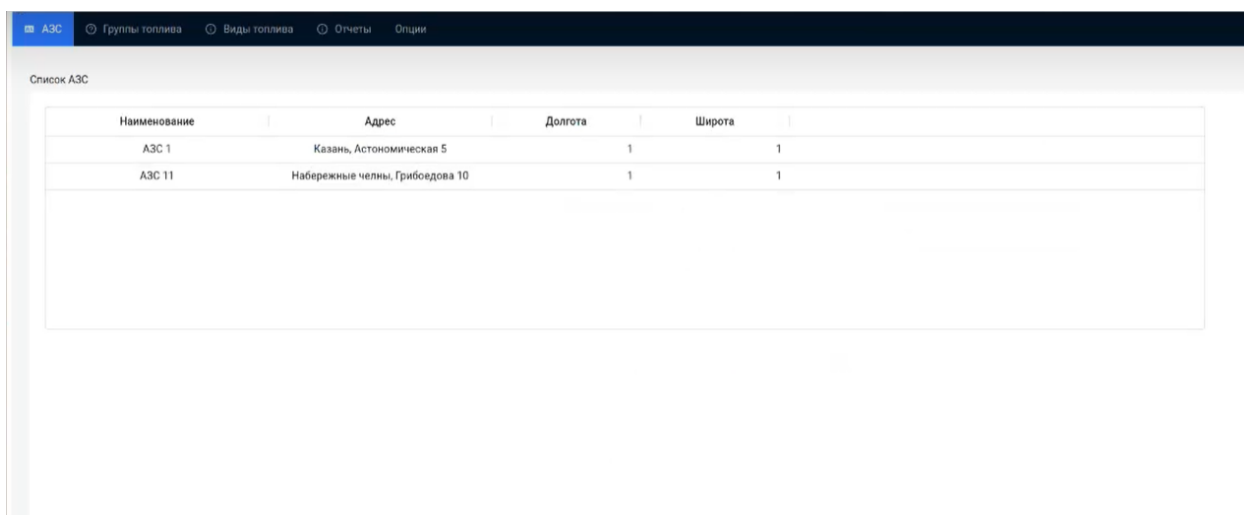 АЗС Группы топлива Виды топлива Отчеты Опции
Список АЗС
Наименование Адрес Долгота Широта
АЗС 1 Казань, Астономическая 5 1 1
АЗС 11 Набережные челны, Грибоедова 10 1 1